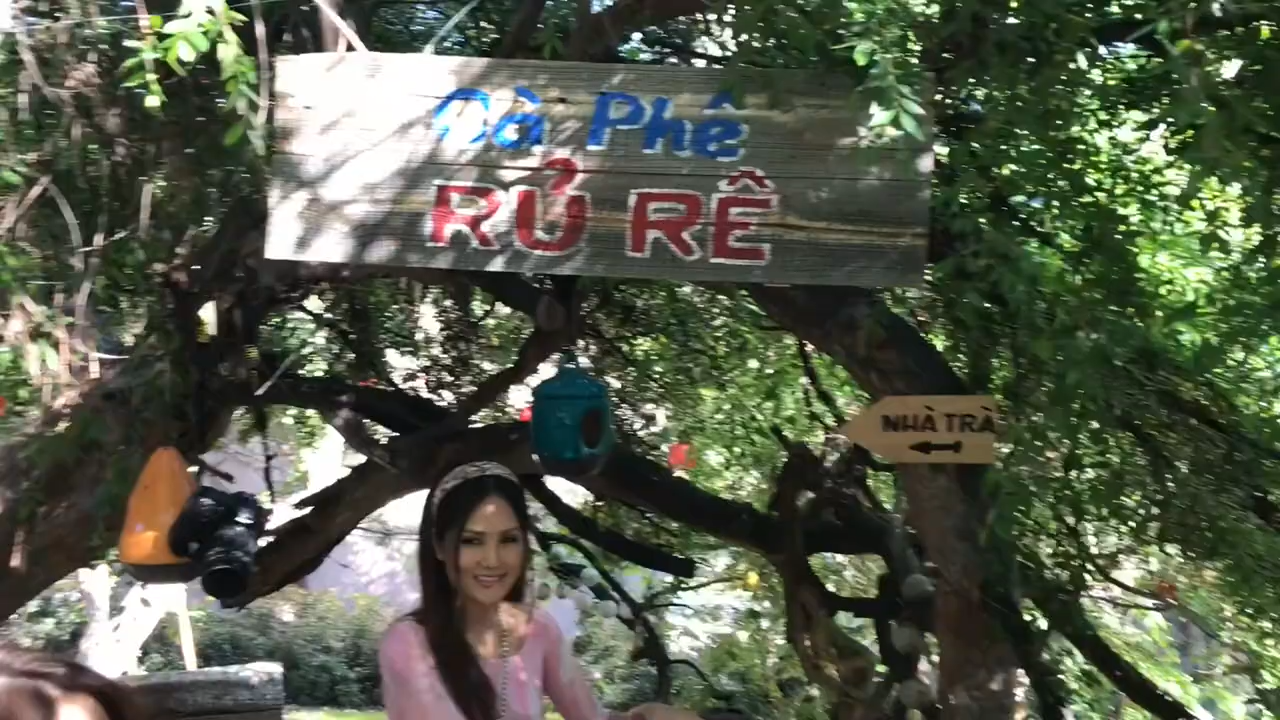 Cà Phê
RỦ RÊ
NHÀ TRÀ